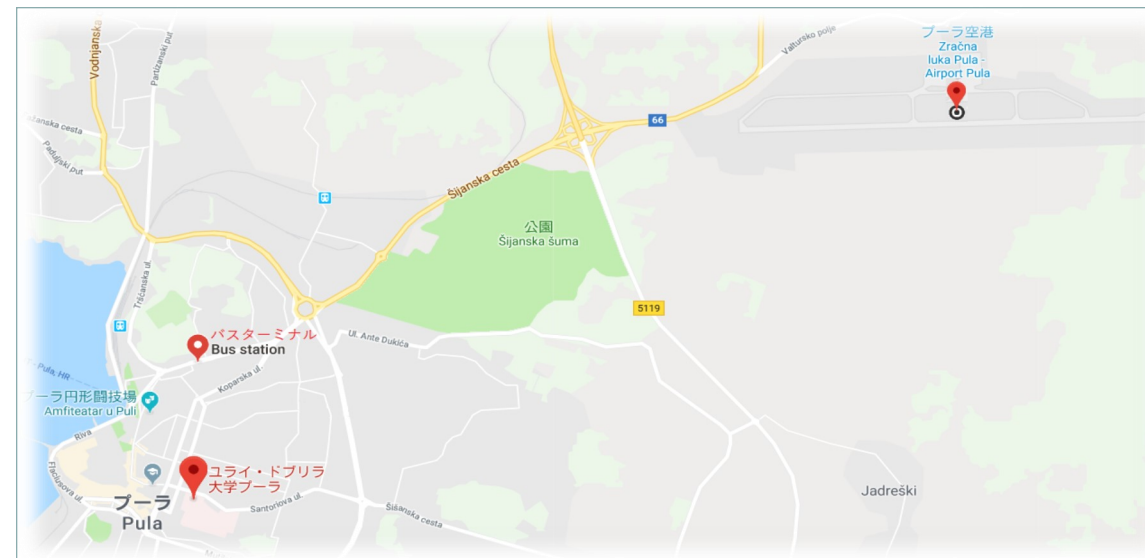 プーラ空港
Zračna
luka Pula -
Airport Pula
Valtursko polje
Vodnjanska
Partizanski put
66
Paduljski put
Šijanska cesta
公園
Šijanska šuma
5119
Tršćanska ul.
バスターミナル
Bus station
Ul. Ante Dukića
Koparska ul.
Pula, HR
ーラ円形闘技場
Amfiteatar u Puli
Riva
Flaciusova ul.
ユライ・ドブリラ
大学プーラ
プーラ
Pula
Santoriova ul.
Šišanska cesta
Jadreški